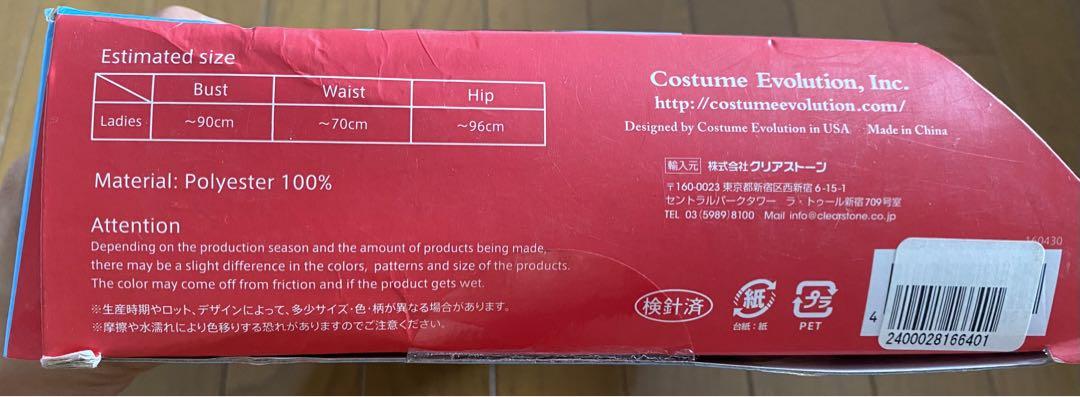 Estimated size
Bust Waist Hip
Ladies ~90cm ~70cm ~96cm
Material: Polyester 100%
Attention
Depending on the production season and the amount of products being made,
there may be a slight difference in the colors, patterns and size of the products.
The color may come off from friction and if the product gets wet.
※生産時期やロット、デザインによって、多少サイズ・色・柄が異なる場合があります。
※摩擦や水濡れにより色移りする恐れがありますのでご注意ください。
Costume Evolution, Inc.
http://costumeevolution.com/
Designed by Costume Evolution in USA Made in China
輸入元 株式会社クリアストーン
〒160-0023 東京都新宿区西新宿 6-15-1
セントラルパークタワー ラ・トゥール新宿709号室
TEL 03 (5989) 8100 Mail info@clearstone.co.jp
160430
検針済
紙
台紙:紙
プラ
PET
4
2400028166401